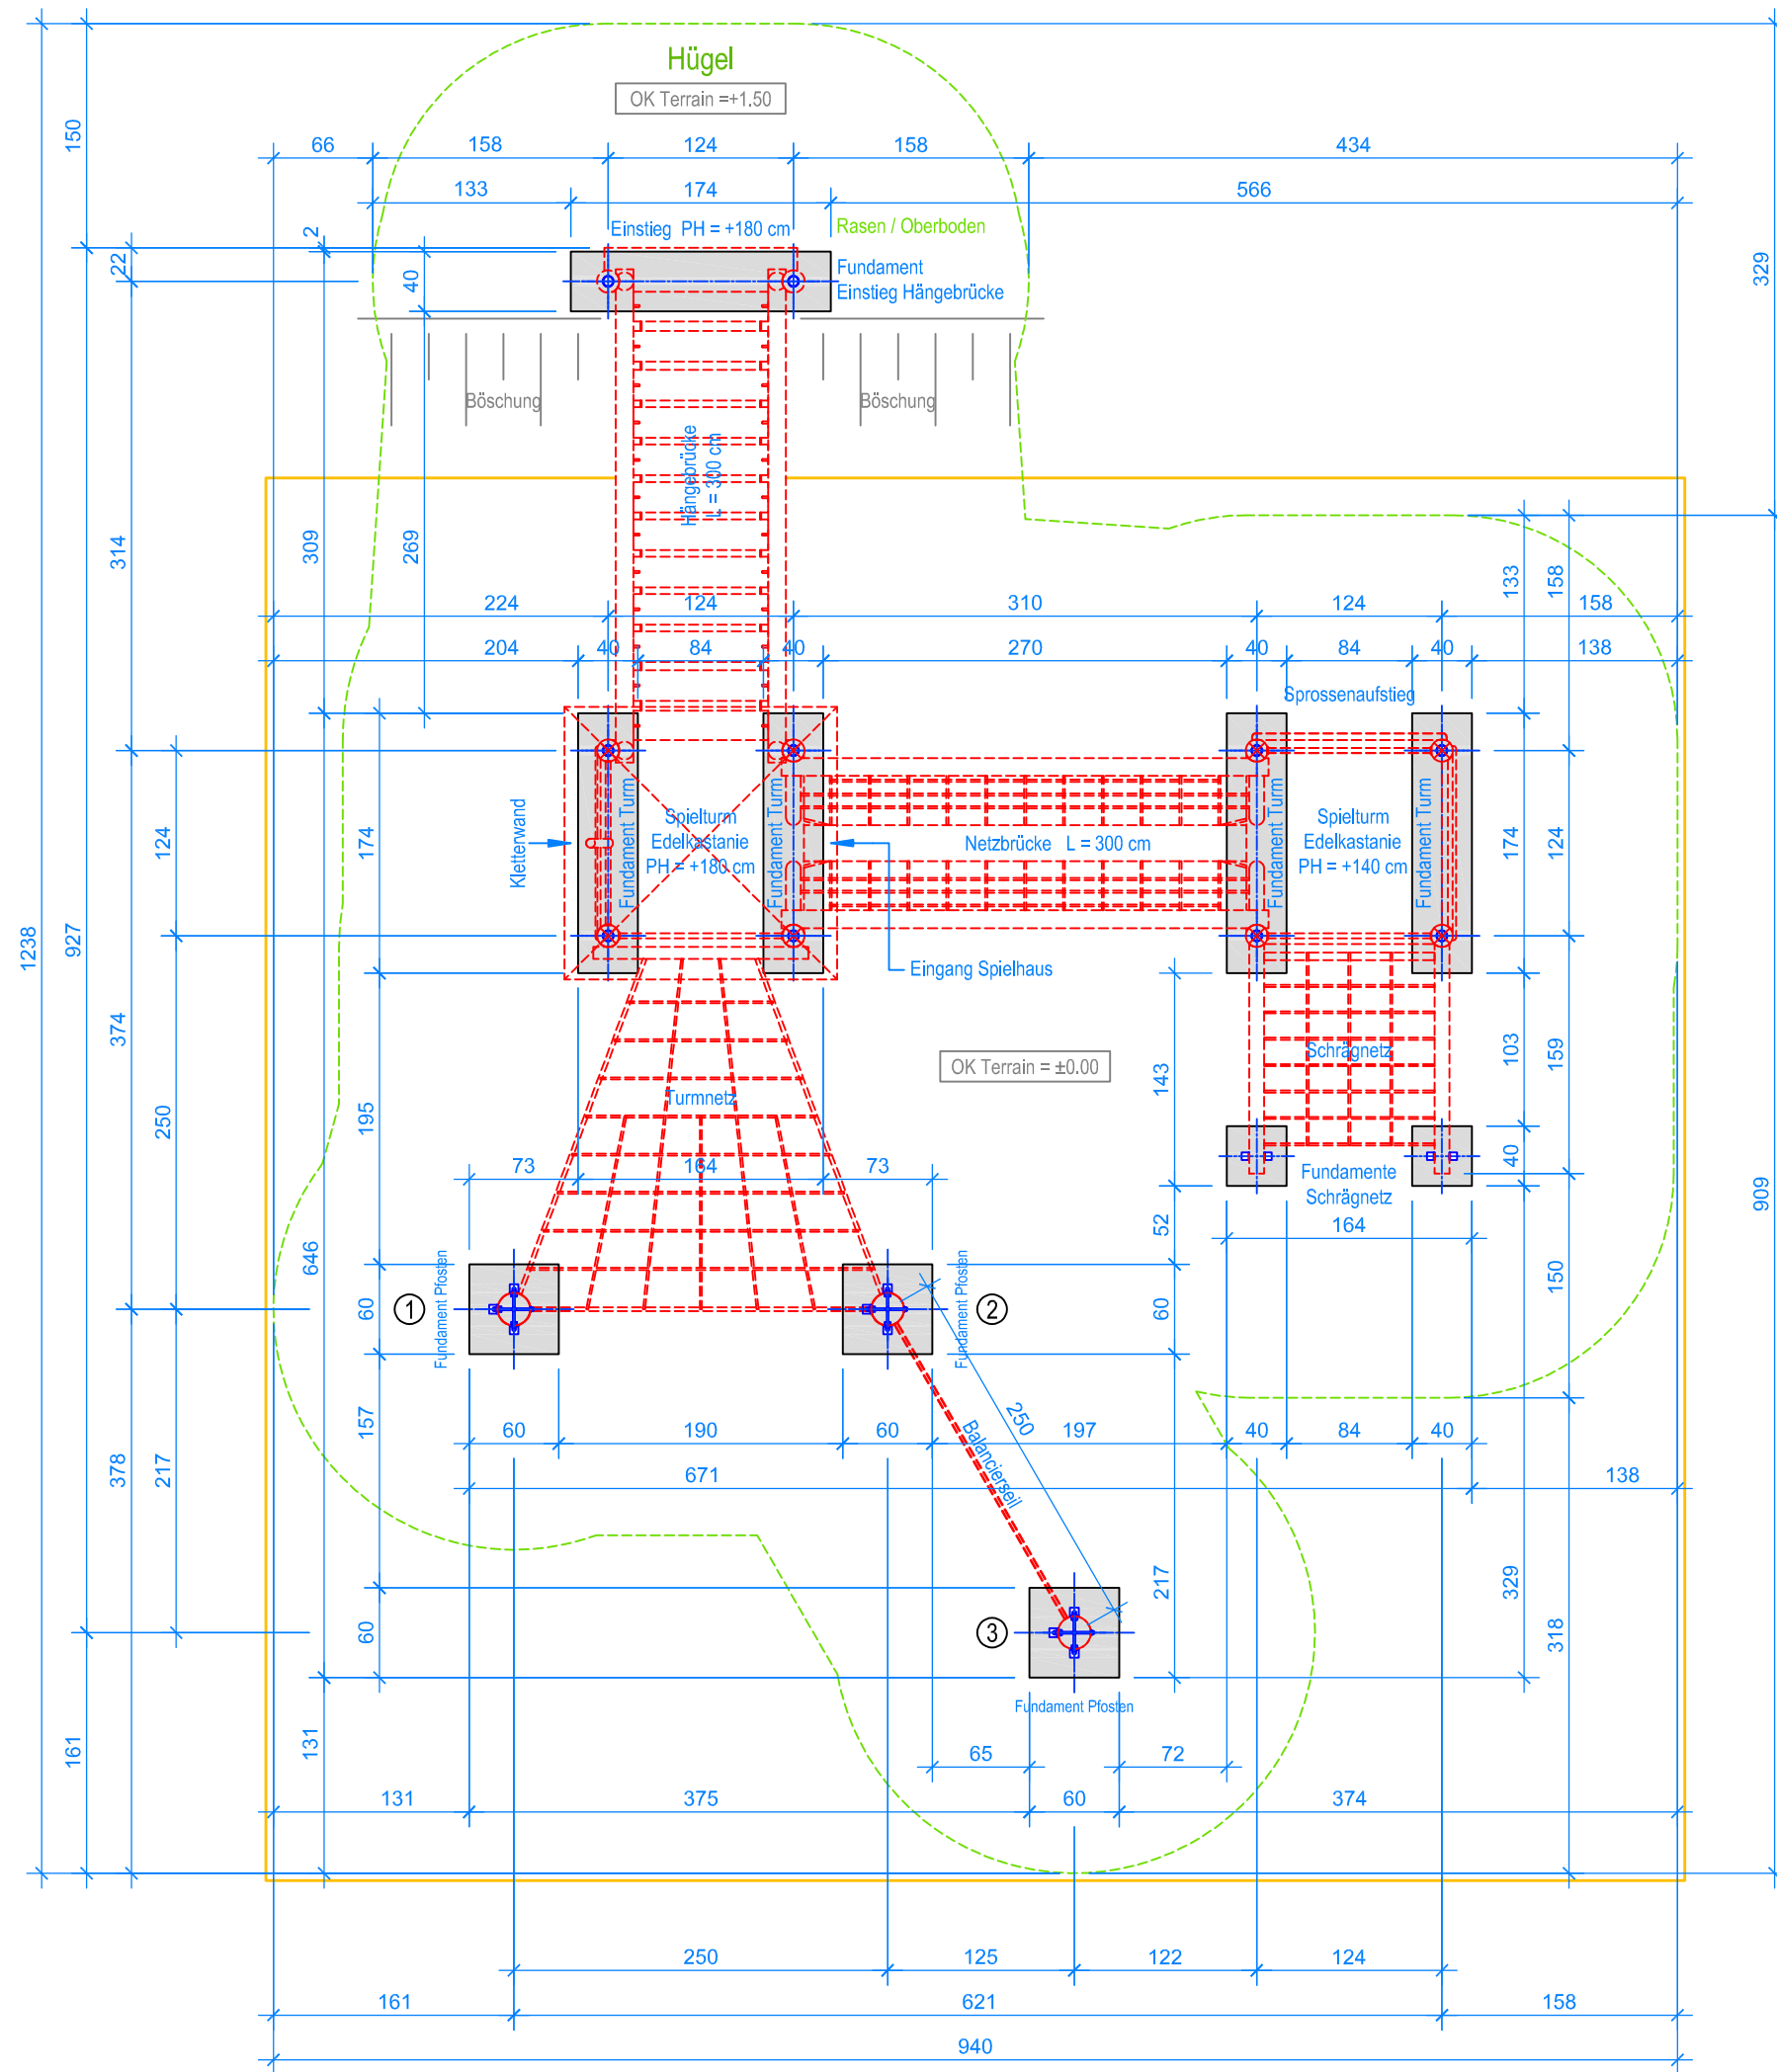 Hügel
OK Terrain =+1.50
66
158
124
158
434
133
174
566
Einstieg PH = +180 cm
Rasen / Oberboden
Fundament
Einstieg Hängebrücke
150
2
22
40
329
Böschung
Böschung
Hängebrücke
L = 300 cm
314
309
269
133
158
224
124
310
124
158
204
40
84
40
270
40
84
40
138
Sprossenaufstieg
Klettenwand
Fundament Turm
Spielturm
Edelkastanie
PH = +180 cm
Fundament Turm
Netzbrücke L = 300 cm
Fundament Turm
Spielturm
Edelkastanie
PH = +140 cm
Fundament Turm
124
174
174
124
1238
927
Eingang Spielhaus
374
250
195
OK Terrain = ±0.00
143
Schrägnetz
103
159
Turmnetz
73
164
73
Fundamente
Schrägnetz
40
909
164
646
52
150
60
1
Fundament Pfosten
2
Fundament Pfosten
60
250
Balancierseil
378
217
157
60
190
60
197
40
84
40
671
138
60
3
217
329
318
Fundament Pfosten
161
131
65
72
131
375
60
374
250
125
122
124
161
621
158
940